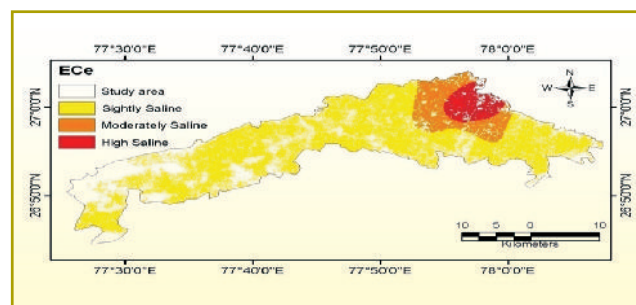 77°30'0"E 77°40'0"E 77°50'0"E 78°0'0"E
ECe
Study area
Sightly Saline
Moderately Saline
High Saline
N
W E
S
27°0'0"N 27°0'0"N
26°50'0"N 26°50'0"N
10 5 0 10
Kilometers
77°30'0"E 77°40'0"E 77°50'0"E 78°0'0"E